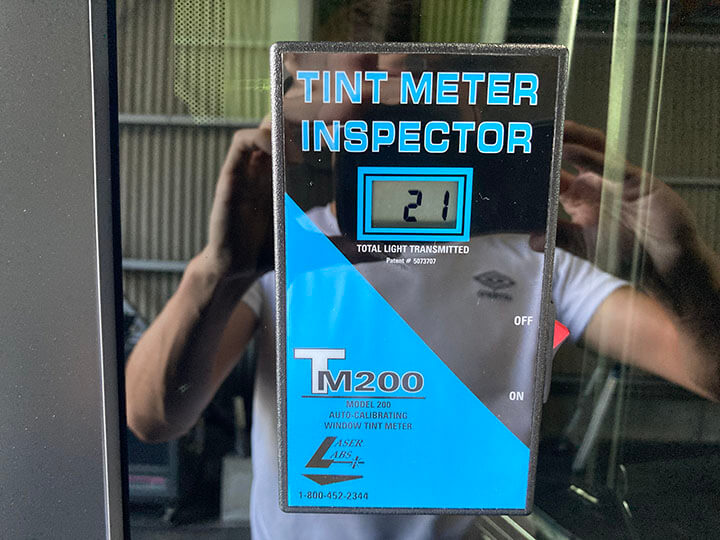 TINT METER
INSPECTOR
21
TOTAL LIGHT TRANSMITTED
Patent # 5073707
OFF
TM200
ON
MODEL 200
AUTO-CALIBRATING
WINDOW TINT METER
LASER
LABS
1-800-452-2344